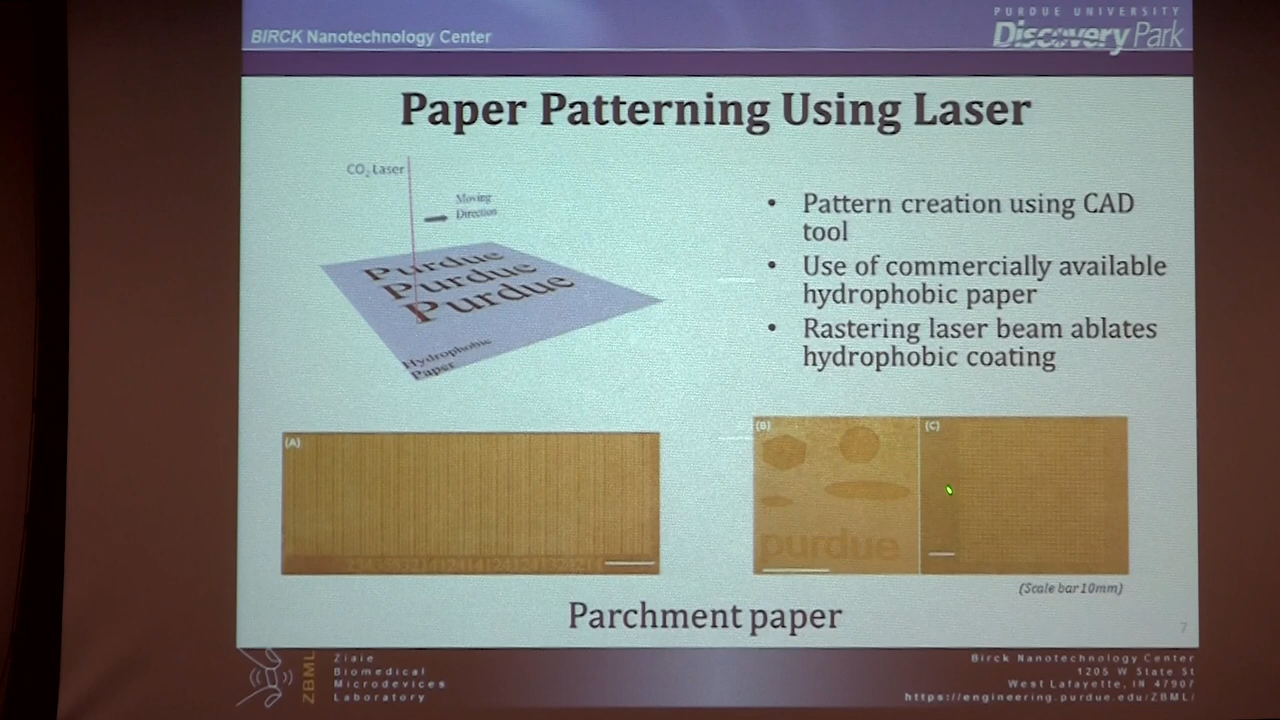 BIRCK Nanotechnology Center
PURDUE UNIVERSITY
Discovery Park
Paper Patterning Using Laser
CO2 Laser
Moving
Direction
Purdue
Purdue
Purdue
Hydrophobic
Paper
• Pattern creation using CAD
tool
• Use of commercially available
hydrophobic paper
• Rastering laser beam ablates
hydrophobic coating
(A)
(B)
purdue
(C)
(Scale bar 10mm)
Parchment paper
7
ZBML
Ziaie
Biomedical
Microdevices
Laboratory
Birck Nanotechnology Center
1205 W State St
West Lafayette, IN 47907
https://engineering.purdue.edu/ZBML/